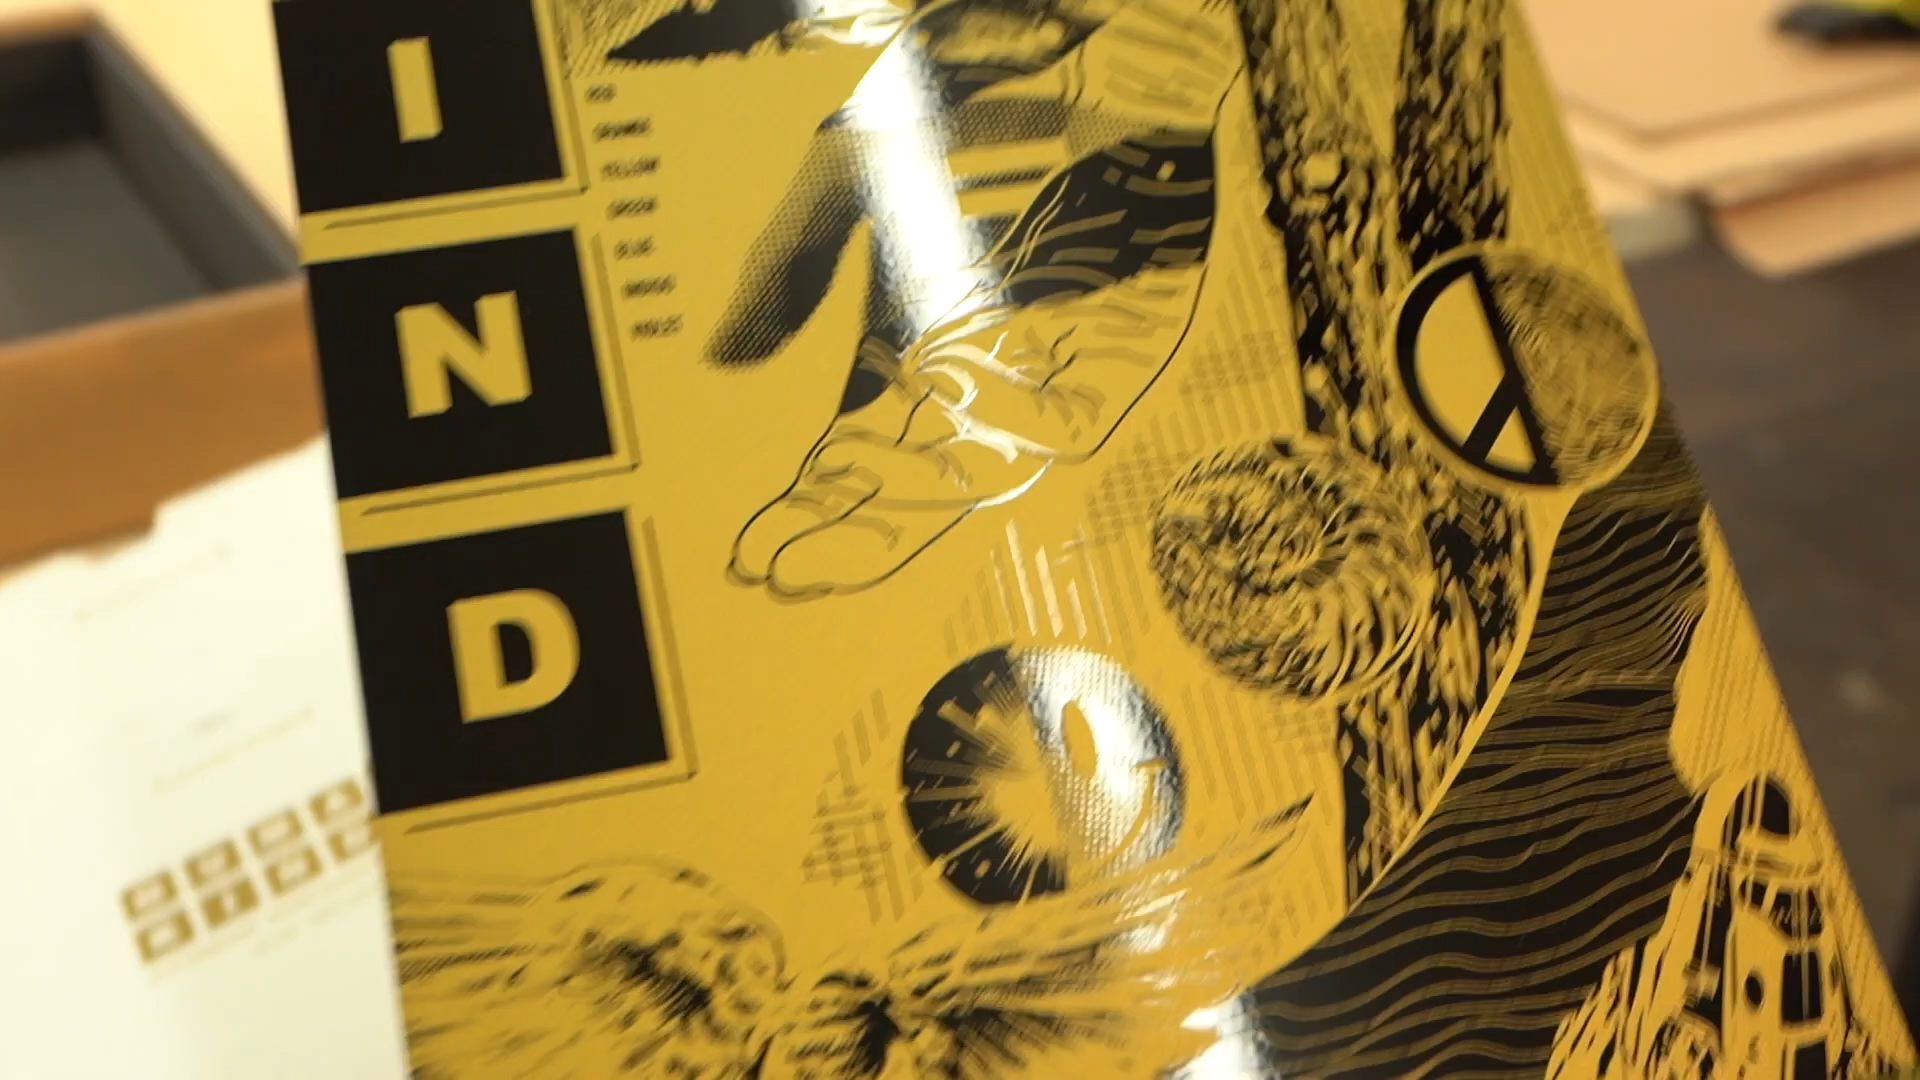 I
N
D
RED
ORANGE
YELLOW
GREEN
BLUE
INDIGO
VIOLET